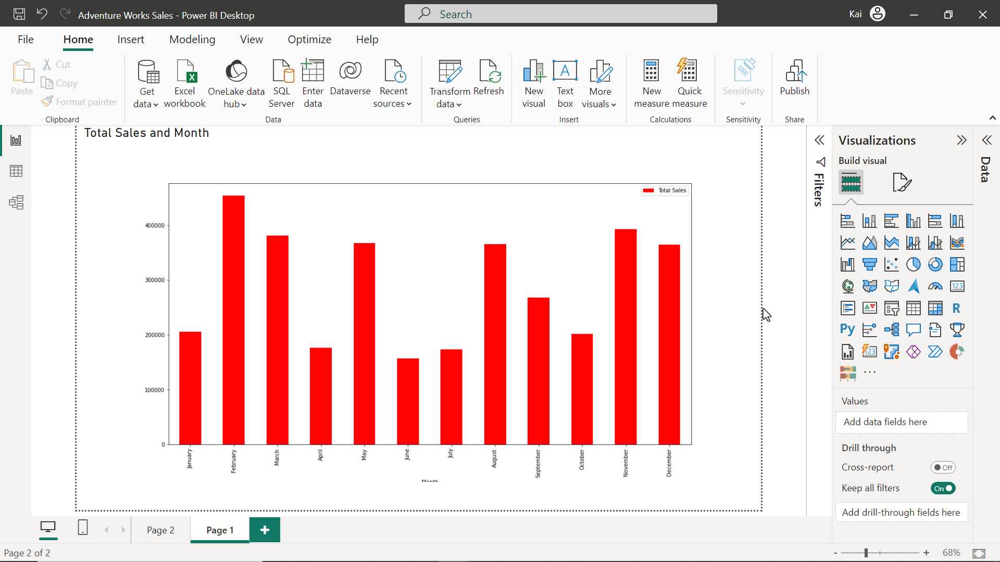 Adventure Works Sales - Power BI Desktop
Search
Kai
File
Home
Insert
Modeling
View
Optimize
Help
Paste
Cut
Copy
Format painter
Clipboard
Get data
Excel workbook
OneLake data hub
SQL Server
Enter data
Dataverse
Recent sources
Data
Transform data
Refresh
Queries
New visual
Text box
More visuals
Insert
New measure
Quick measure
Calculations
Sensitivity
Sensitivity
Publish
Share
Total Sales and Month
Total Sales
400000
300000
200000
100000
0
January
February
March
April
May
June
July
August
September
October
November
December
Month
Filters
Visualizations
Build visual
Data
123
R
Py
123
Values
Add data fields here
Drill through
Cross-report
Off
Keep all filters
On
Add drill-through fields here
Page 2
Page 1
Page 2 of 2
68%